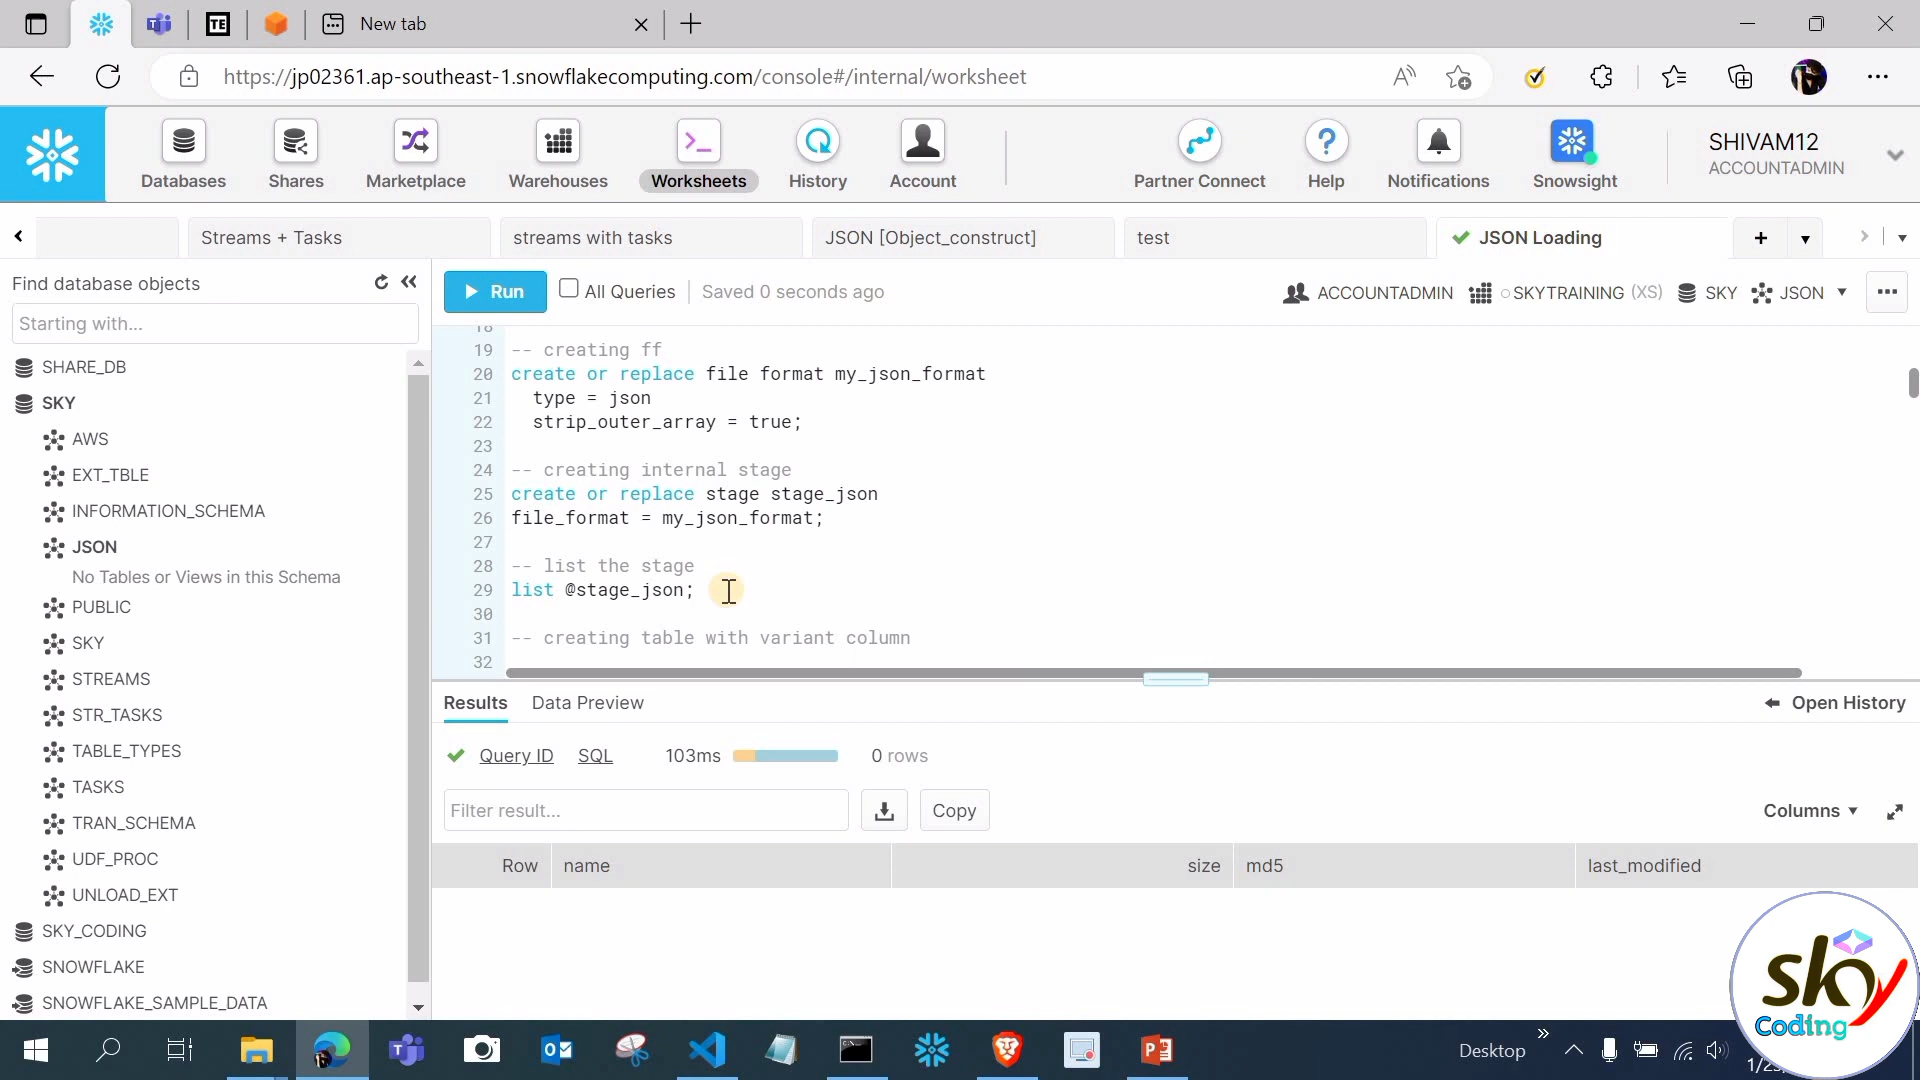 TE
New tab
https://jp02361.ap-southeast-1.snowflakecomputing.com/console#/internal/worksheet
Databases
Shares
Marketplace
Warehouses
Worksheets
History
Account
Partner Connect
Help
Notifications
Snowsight
SHIVAM12
ACCOUNTADMIN
Streams + Tasks
streams with tasks
JSON [Object_construct]
test
JSON Loading
Find database objects
Starting with...
SHARE_DB
SKY
AWS
EXT_TBLE
INFORMATION_SCHEMA
JSON
No Tables or Views in this Schema
PUBLIC
SKY
STREAMS
STR_TASKS
TABLE_TYPES
TASKS
TRAN_SCHEMA
UDF_PROC
UNLOAD_EXT
SKY_CODING
SNOWFLAKE
SNOWFLAKE_SAMPLE_DATA
Run
All Queries
Saved 0 seconds ago
ACCOUNTADMIN
SKYTRAINING (XS)
SKY
JSON
18
19 -- creating ff
20 create or replace file format my_json_format
21 type = json
22 strip_outer_array = true;
23
24 -- creating internal stage
25 create or replace stage stage_json
26 file_format = my_json_format;
27
28 -- list the stage
29 list @stage_json;
30
31 -- creating table with variant column
32
Results
Data Preview
Open History
Query ID
SQL
103ms
0 rows
Filter result...
Copy
Columns
Row name size md5 last_modified
sky
Coding
Desktop